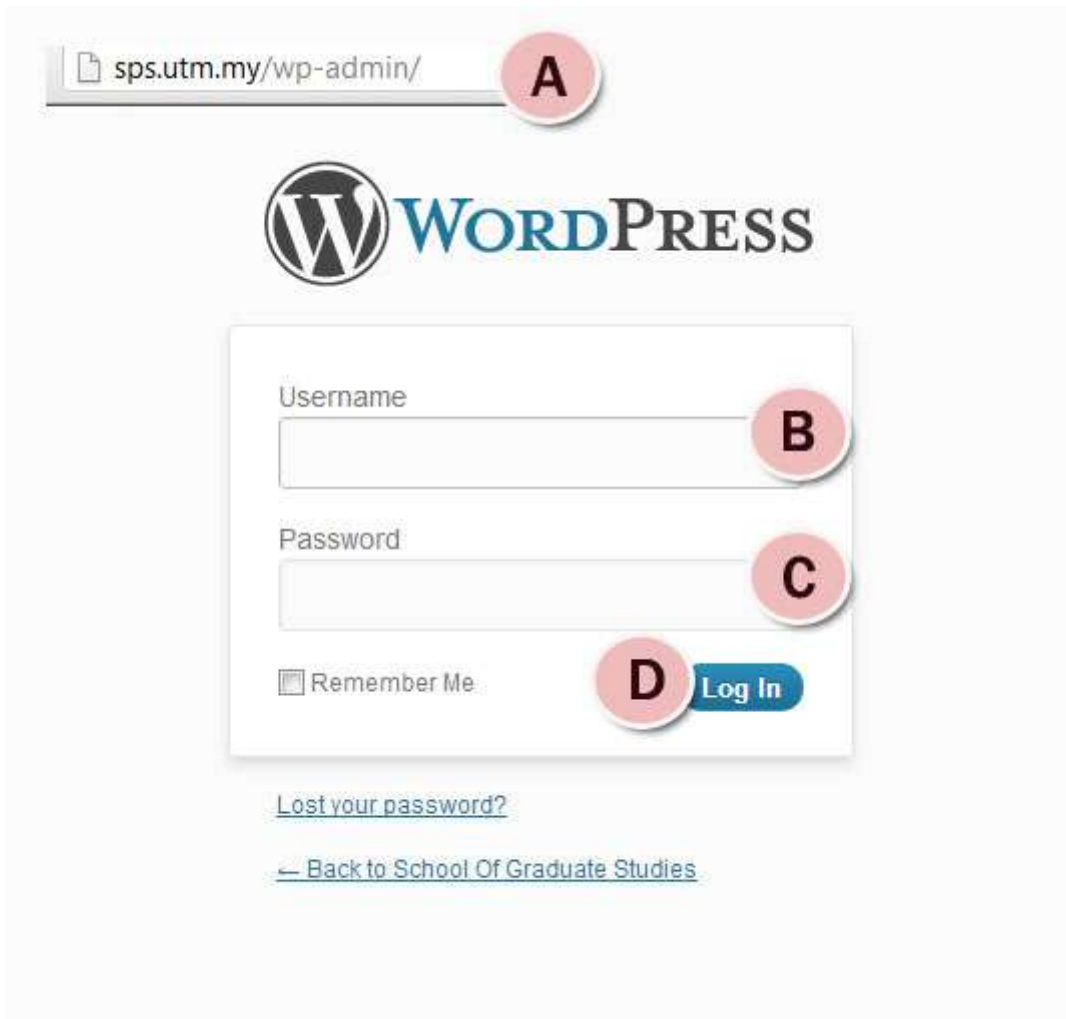 sps.utm.my/wp-admin/ A
WORDPRESS
Username
B
Password
C
Remember Me D Log In
Lost your password?
← Back to School Of Graduate Studies